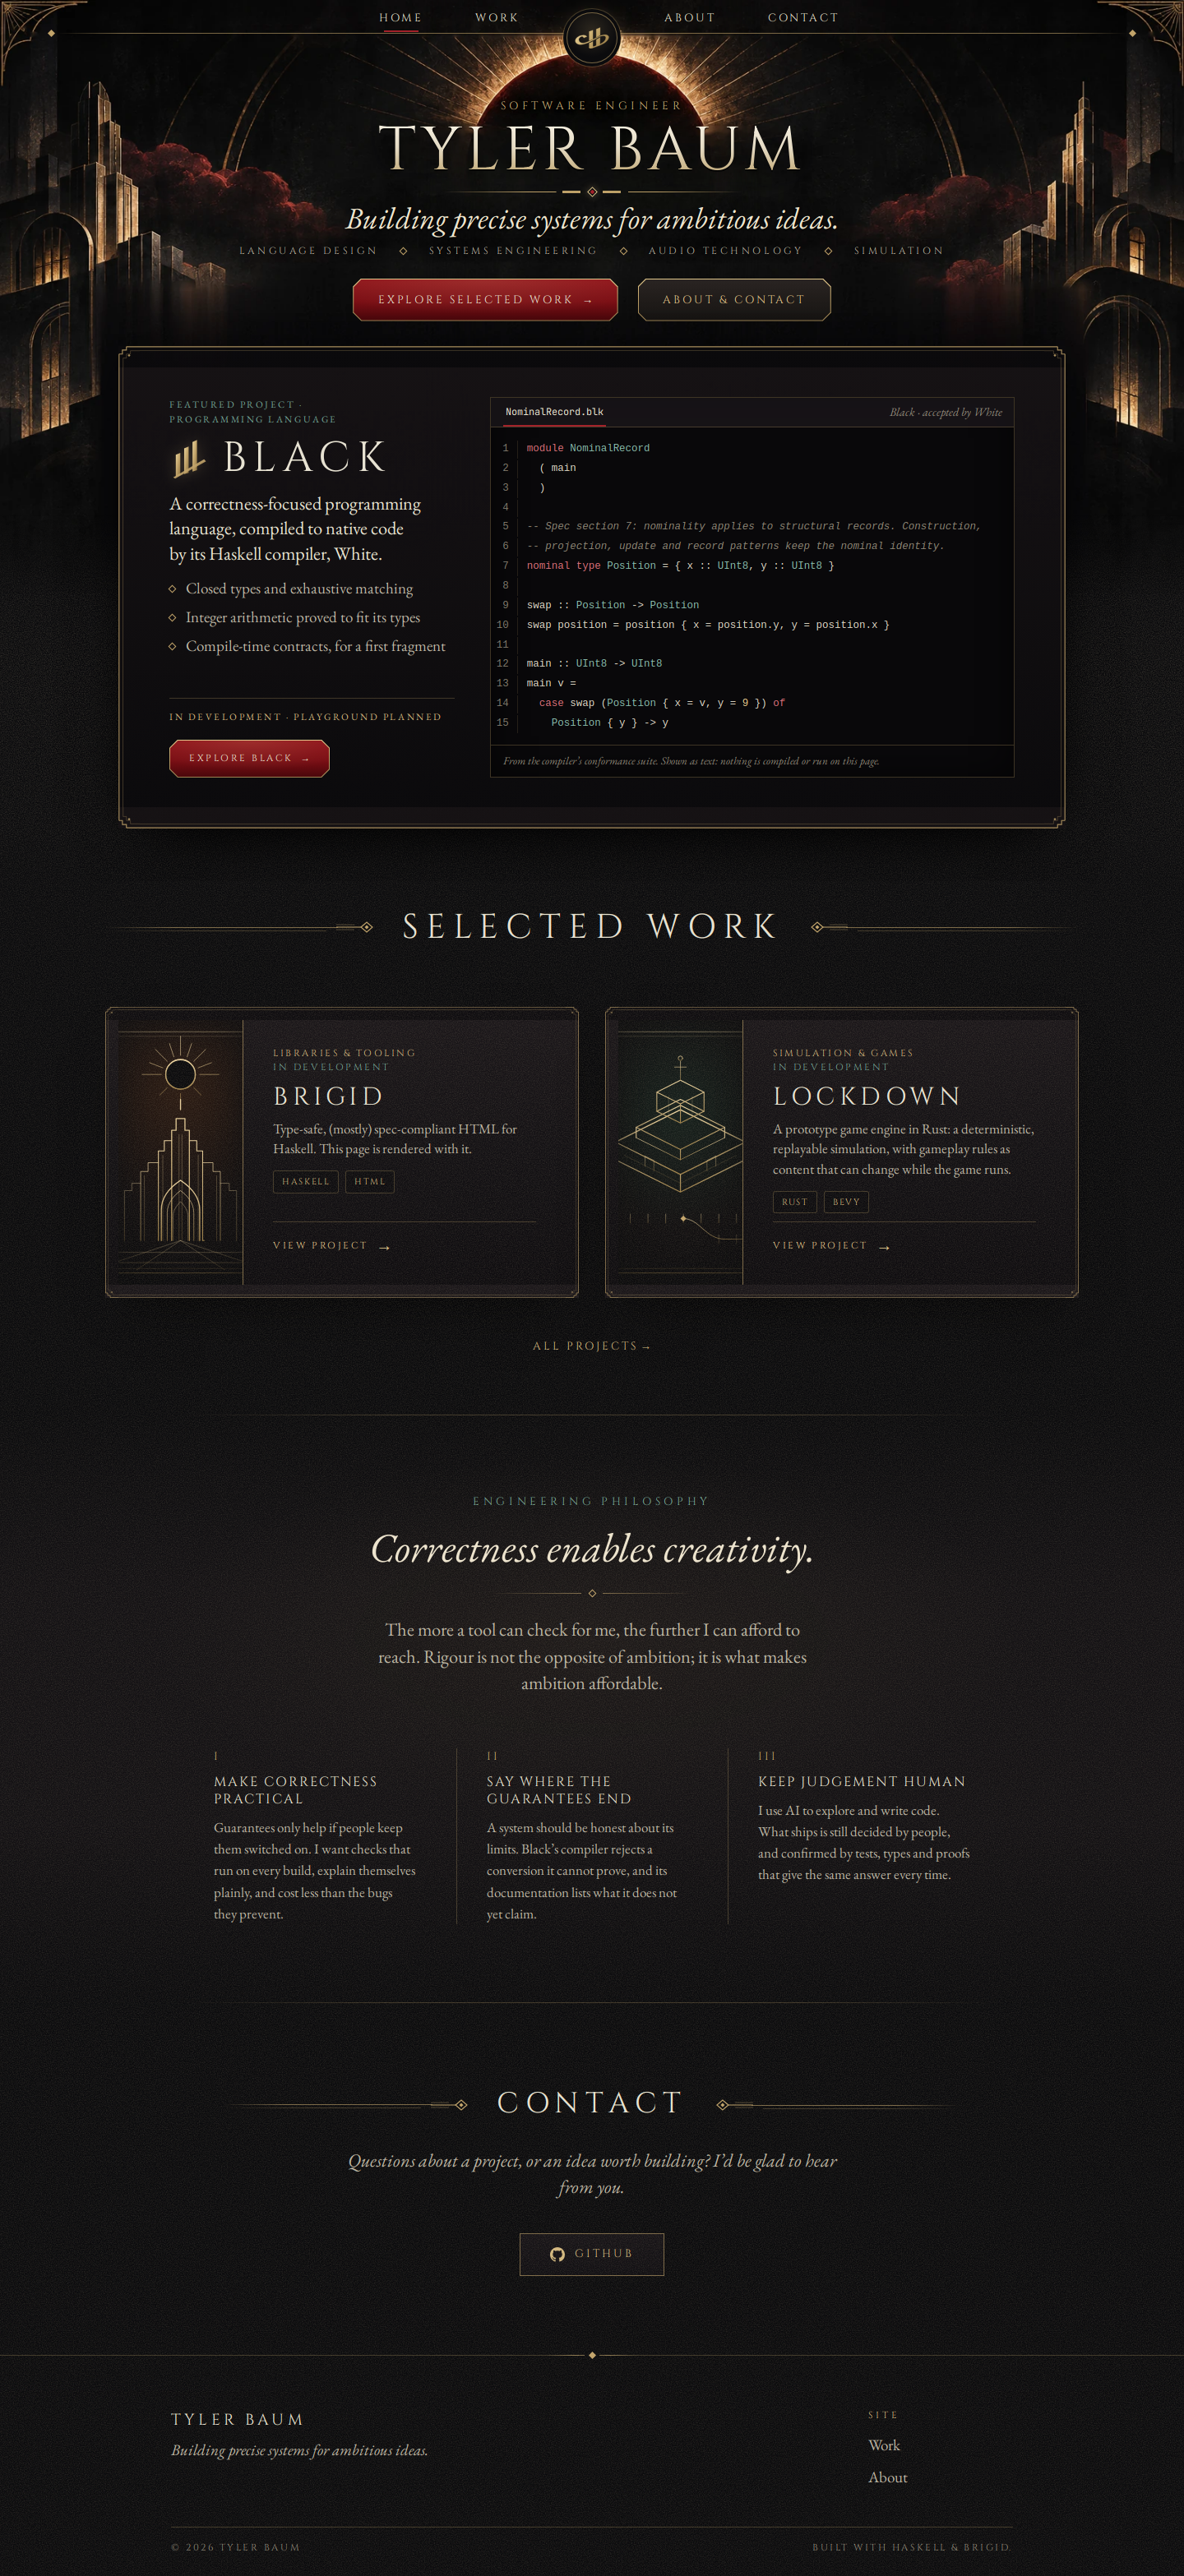 HOME WORK ABOUT CONTACT
SOFTWARE ENGINEER
TYLER BAUM
Building precise systems for ambitious ideas.
LANGUAGE DESIGN ◇ SYSTEMS ENGINEERING ◇ AUDIO TECHNOLOGY ◇ SIMULATION
EXPLORE SELECTED WORK →
ABOUT & CONTACT
FEATURED PROJECT ·
PROGRAMMING LANGUAGE
BLACK
A correctness-focused programming
language, compiled to native code
by its Haskell compiler, White.
Closed types and exhaustive matching
Integer arithmetic proved to fit its types
Compile-time contracts, for a first fragment
IN DEVELOPMENT · PLAYGROUND PLANNED
EXPLORE BLACK →
NominalRecord.blk
Black · accepted by White
1 module NominalRecord
2 ( main
3 )
4
5 -- Spec section 7: nominality applies to structural records. Construction,
6 -- projection, update and record patterns keep the nominal identity.
7 nominal type Position = { x :: UInt8, y :: UInt8 }
8
9 swap :: Position -> Position
10 swap position = position { x = position.y, y = position.x }
11
12 main :: UInt8 -> UInt8
13 main v =
14 case swap (Position { x = v, y = 9 }) of
15 Position { y } -> y
From the compiler's conformance suite. Shown as text: nothing is compiled or run on this page.
SELECTED WORK
LIBRARIES & TOOLING
IN DEVELOPMENT
BRIGID
Type-safe, (mostly) spec-compliant HTML for
Haskell. This page is rendered with it.
HASKELL HTML
VIEW PROJECT →
SIMULATION & GAMES
IN DEVELOPMENT
LOCKDOWN
A prototype game engine in Rust: a deterministic,
replayable simulation, with gameplay rules as
content that can change while the game runs.
RUST BEVY
VIEW PROJECT →
ALL PROJECTS →
ENGINEERING PHILOSOPHY
Correctness enables creativity.
The more a tool can check for me, the further I can afford to
reach. Rigour is not the opposite of ambition; it is what makes
ambition affordable.
I
MAKE CORRECTNESS
PRACTICAL
Guarantees only help if people keep
them switched on. I want checks that
run on every build, explain themselves
plainly, and cost less than the bugs
they prevent.
II
SAY WHERE THE
GUARANTEES END
A system should be honest about its
limits. Black's compiler rejects a
conversion it cannot prove, and its
documentation lists what it does not
yet claim.
III
KEEP JUDGEMENT HUMAN
I use AI to explore and write code.
What ships is still decided by people,
and confirmed by tests, types and proofs
that give the same answer every time.
CONTACT
Questions about a project, or an idea worth building? I'd be glad to hear
from you.
GITHUB
TYLER BAUM
Building precise systems for ambitious ideas.
SITE
Work
About
© 2026 TYLER BAUM
BUILT WITH HASKELL & BRIGID.